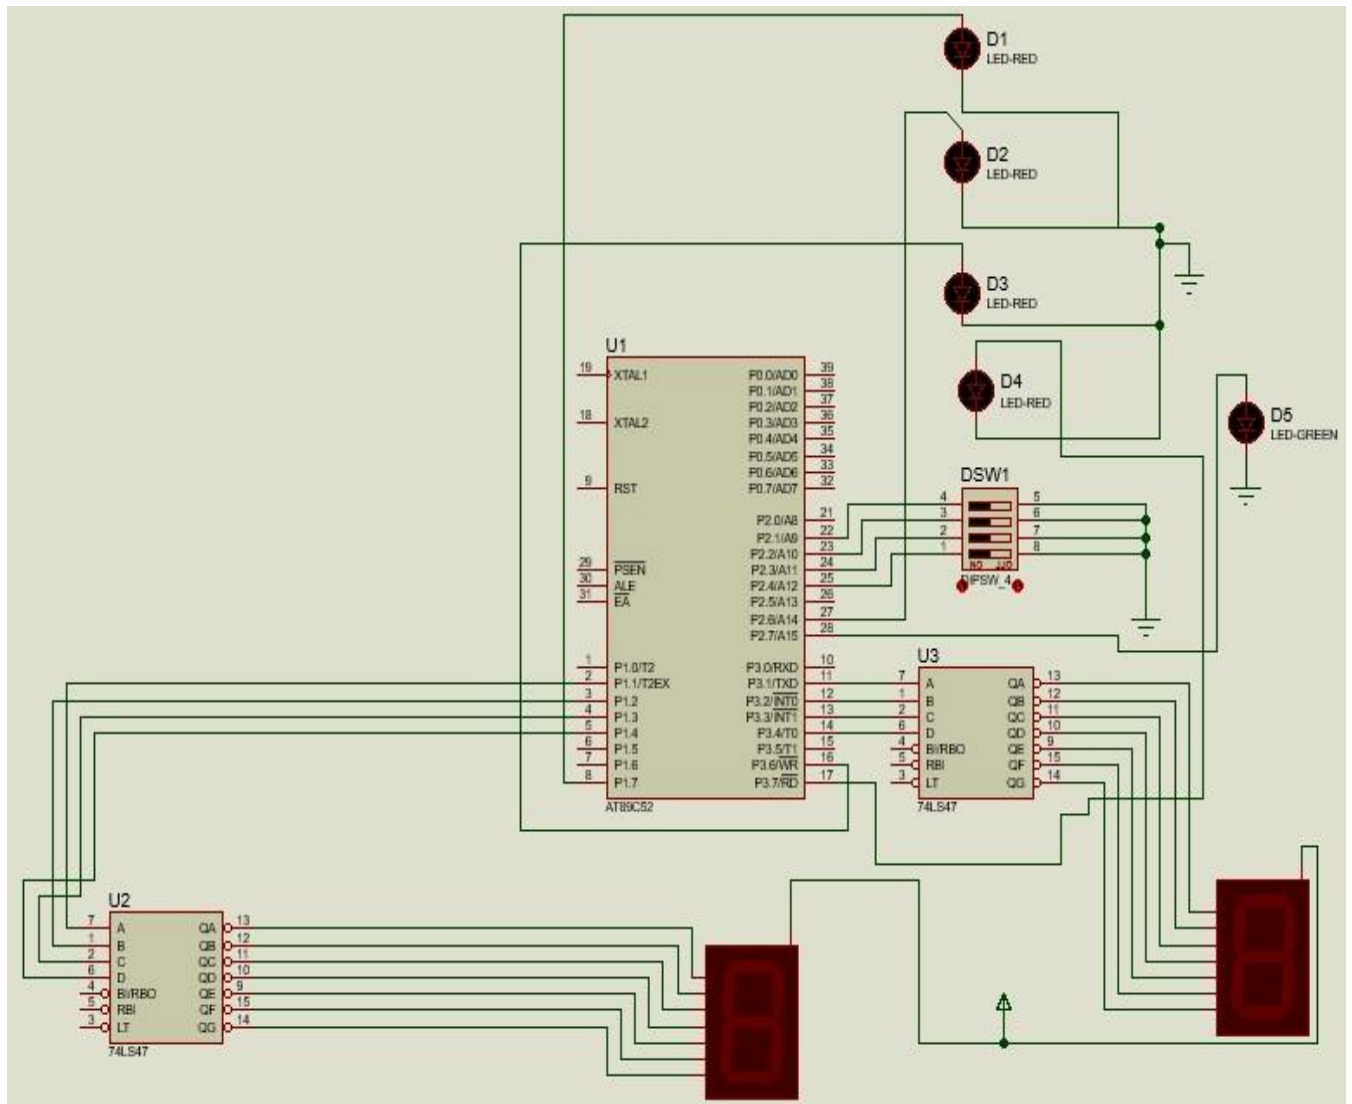 D1
LED-RED
D2
LED-RED
D3
LED-RED
D4
LED-RED
D5
LED-GREEN
U1
19 XTAL1 P0.0/AD0 39
P0.1/AD1 38
P0.2/AD2 37
18 XTAL2 P0.3/AD3 36
P0.4/AD4 35
P0.5/AD5 34
P0.6/AD6 33
9 RST P0.7/AD7 32
P2.0/A8 21
P2.1/A9 22
P2.2/A10 23
29 PSEN P2.3/A11 24
30 ALE P2.4/A12 25
31 EA P2.5/A13 26
P2.6/A14 27
P2.7/A15 28
1 P1.0/T2 P3.0/RXD 10
2 P1.1/T2EX P3.1/TXD 11
3 P1.2 P3.2/INT0 12
4 P1.3 P3.3/INT1 13
5 P1.4 P3.4/T0 14
6 P1.5 P3.5/T1 15
7 P1.6 P3.6/WR 16
8 P1.7 P3.7/RD 17
AT89C52
DSW1
4 5
3 6
2 7
1 8
ON OFF
DIPSW_4
U3
7 A QA 13
1 B QB 12
2 C QC 11
6 D QD 10
4 BI/RBO QE 9
5 RBI QF 15
3 LT QG 14
74LS47
U2
7 A QA 13
1 B QB 12
2 C QC 11
6 D QD 10
4 BI/RBO QE 9
5 RBI QF 15
3 LT QG 14
74LS47